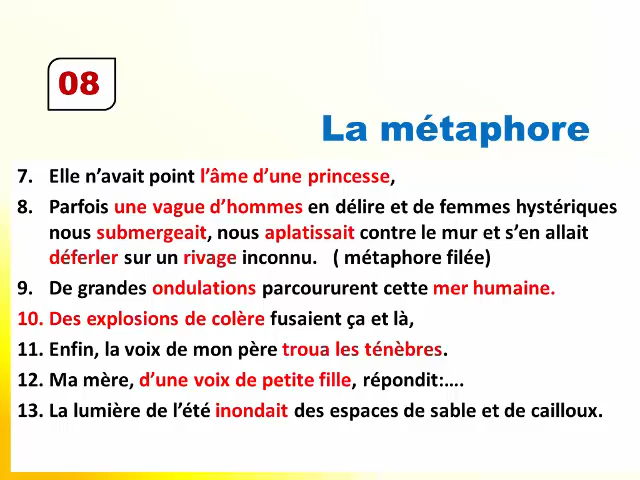 08
La métaphore
7. Elle n’avait point l’âme d’une princesse,
8. Parfois une vague d’hommes en délire et de femmes hystériques
nous submergeait, nous aplatissait contre le mur et s’en allait
déferler sur un rivage inconnu. ( métaphore filée)
9. De grandes ondulations parcoururent cette mer humaine.
10. Des explosions de colère fusaient ça et là,
11. Enfin, la voix de mon père troua les ténèbres.
12. Ma mère, d’une voix de petite fille, répondit:….
13. La lumière de l’été inondait des espaces de sable et de cailloux.